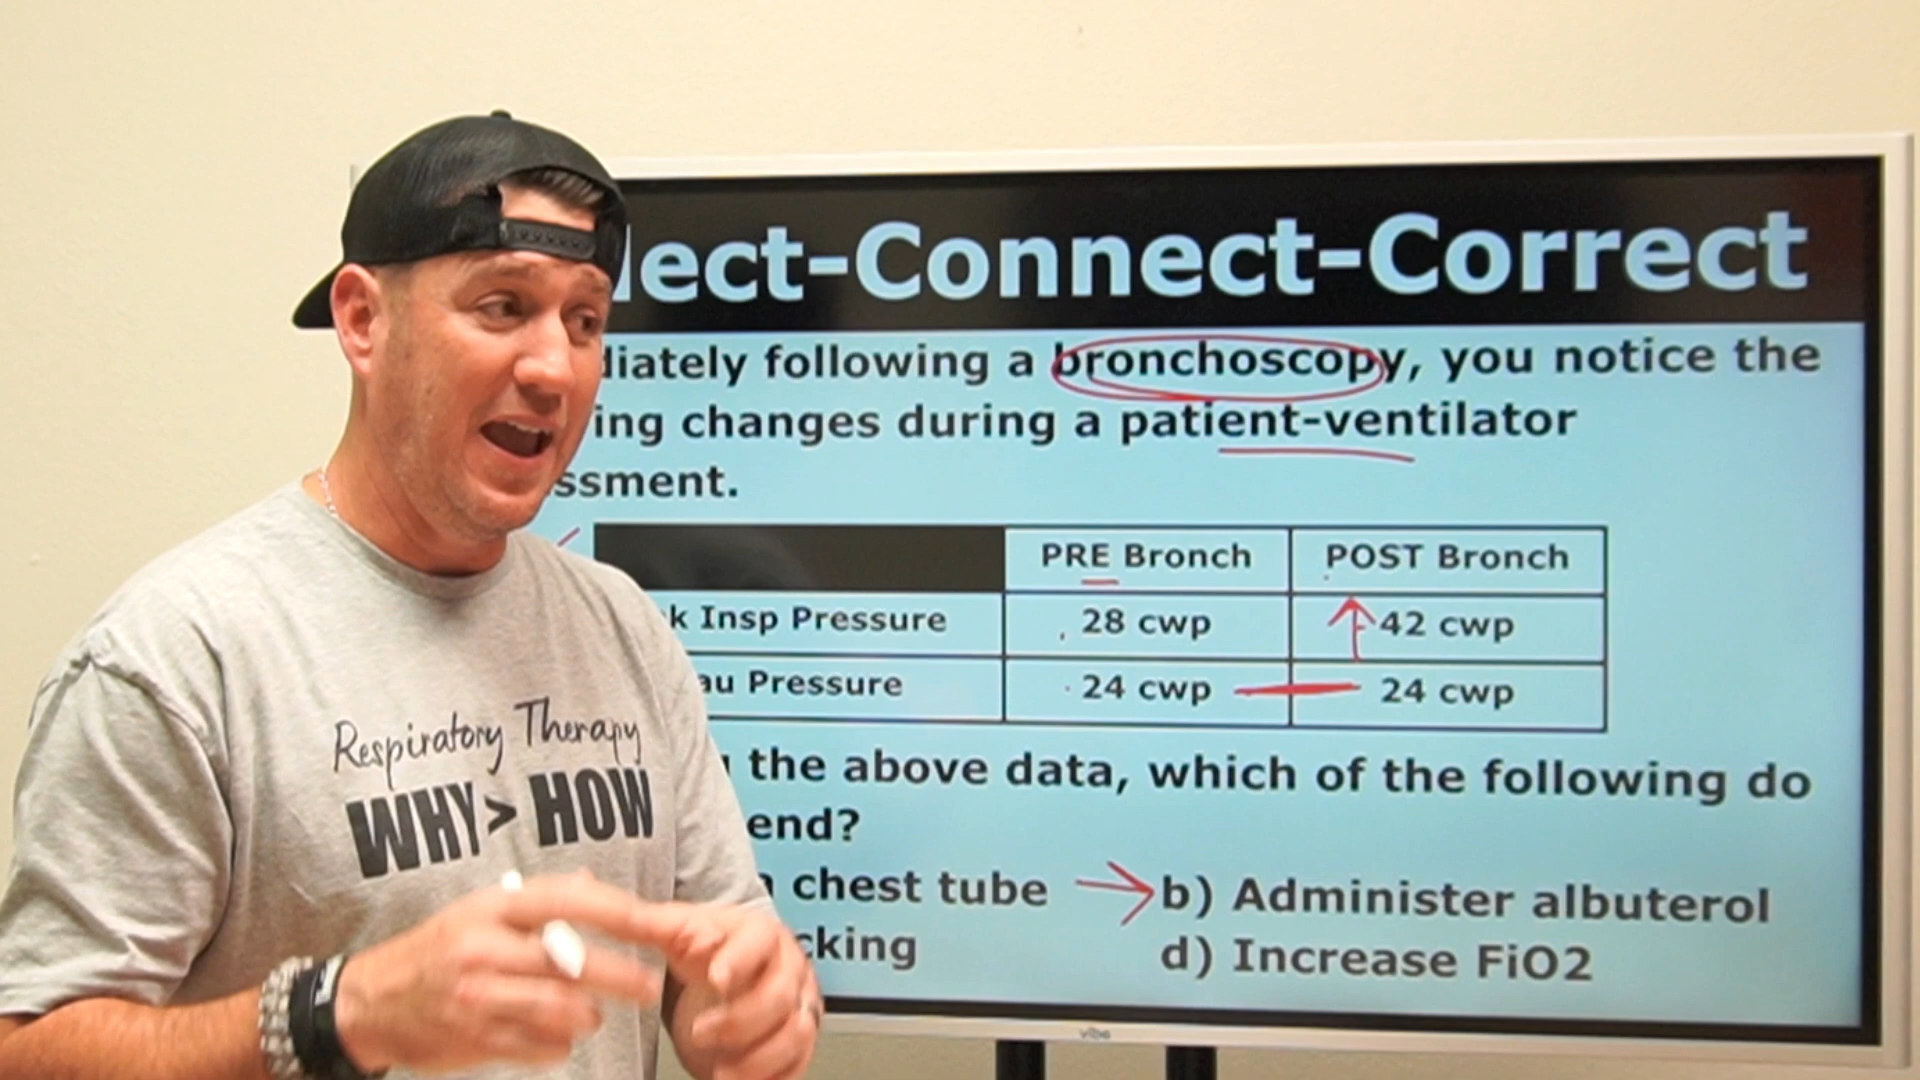 lect-Connect-Correct
diately following a bronchoscopy, you notice the
ing changes during a patient-ventilator
ssment.
PRE Bronch POST Bronch
k Insp Pressure 28 cwp 42 cwp
au Pressure 24 cwp 24 cwp
the above data, which of the following do
end?
chest tube b) Administer albuterol
cking d) Increase FiO2
vibe
Respiratory Therapy
WHY> HOW